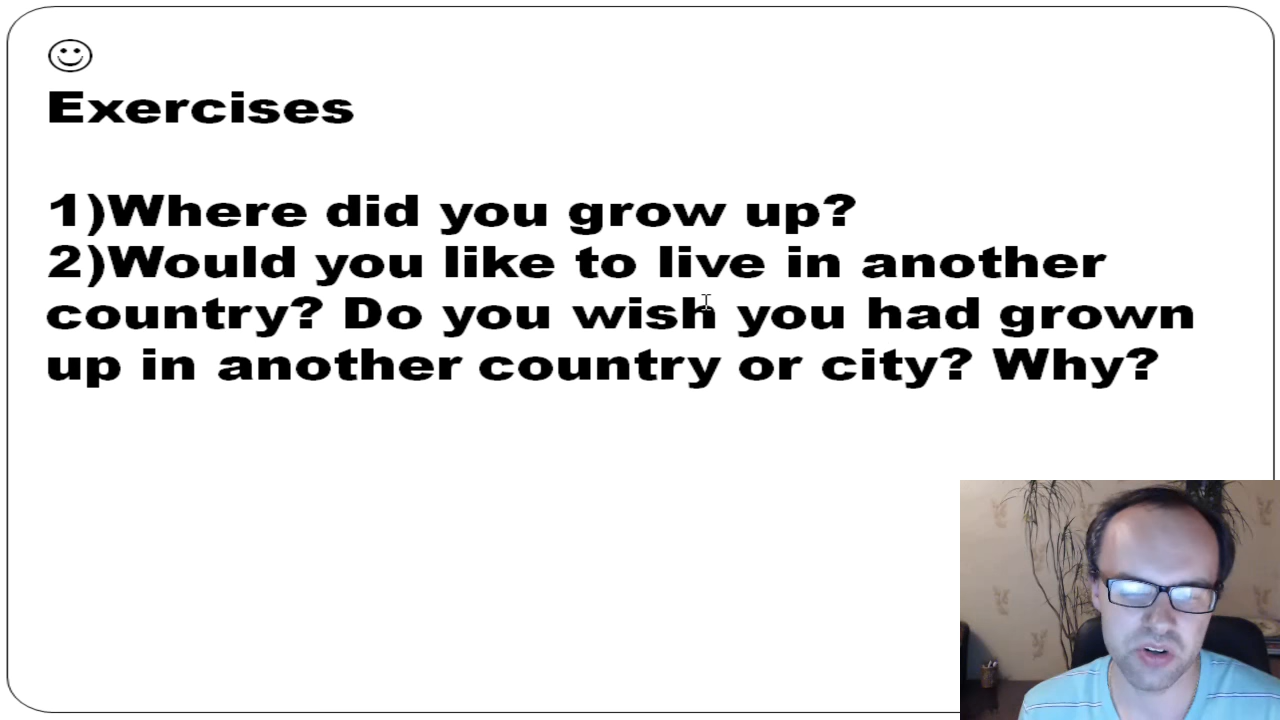 Exercises
1)Where did you grow up?
2)Would you like to live in another
country? Do you wish you had grown
up in another country or city? Why?